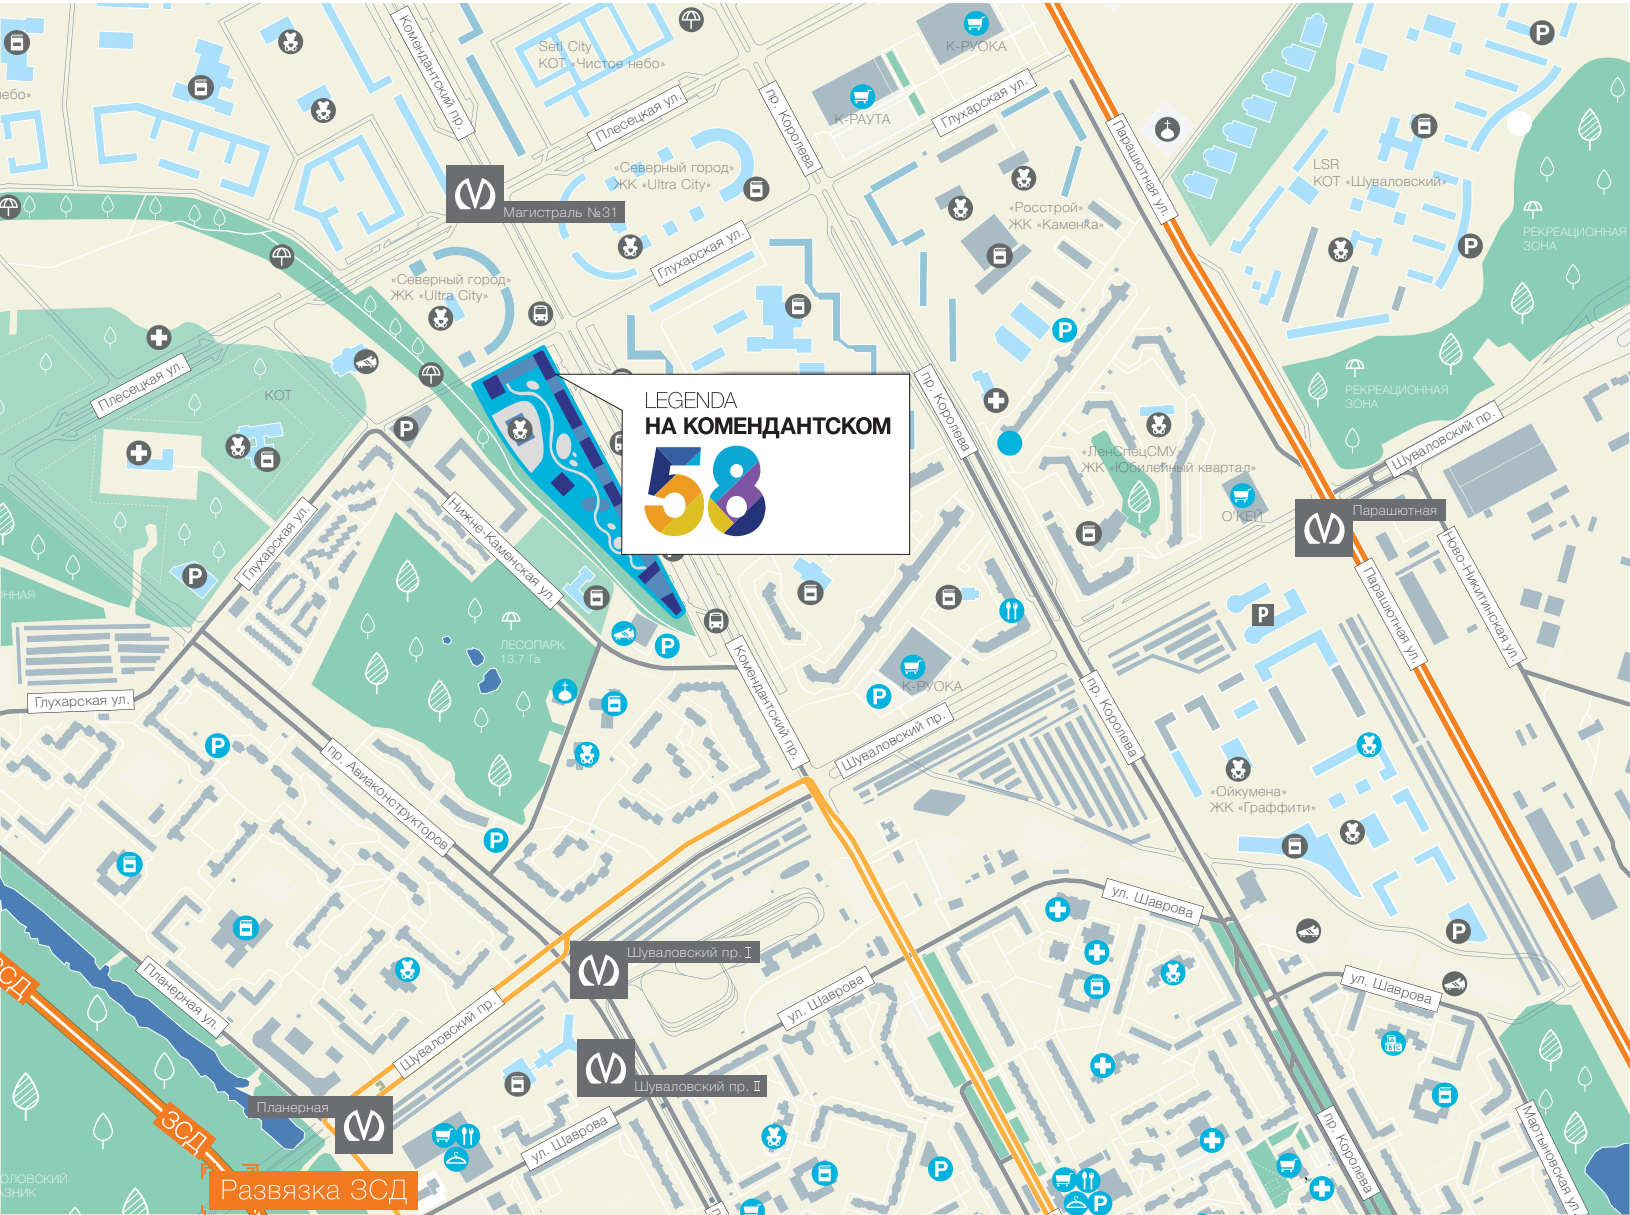 Комендантский пр.
Setl City
КОТ «Чистое небо»
К-РУОКА
P
ебо»
Плесецкая ул.
пр. Королева
К-РАУТА
Глухарская ул.
Парашютная ул.
LSR
КОТ «Шуваловский»
Магистраль №31
«Северный город»
ЖК «Ultra City»
«Росстрой»
ЖК «Каменка»
РЕКРЕАЦИОННАЯ
ЗОНА
P
Глухарская ул.
«Северный город»
ЖК «Ultra City»
P
Плесецкая ул.
КОТ
P
LEGENDA
НА КОМЕНДАНТСКОМ
58
пр. Королева
РЕКРЕАЦИОННАЯ
ЗОНА
Шуваловский пр.
«ЛенСпецСМУ»
ЖК «Юбилейный квартал»
О'КЕЙ
Парашютная
Глухарская ул.
Нижне-Каменская ул.
Ново-Никитинская ул.
Парашютная ул.
P
ННАЯ
P
ЛЕСОПАРК
13,7 Га
P
Комендантский пр.
К-РУОКА
P
Глухарская ул.
P
пр. Авиаконструкторов
Шуваловский пр.
пр. Королева
«Ойкумена»
ЖК «Граффити»
P
ул. Шаврова
P
Шуваловский пр. I
ЗСД
Планерная ул.
Шуваловский пр.
ул. Шаврова
ул. Шаврова
Шуваловский пр. II
Планерная
ЗСД
ул. Шаврова
пр. Королева
Мартыновская ул.
P
P
ОЛОВСКИЙ
АЗНИК
Развязка ЗСД